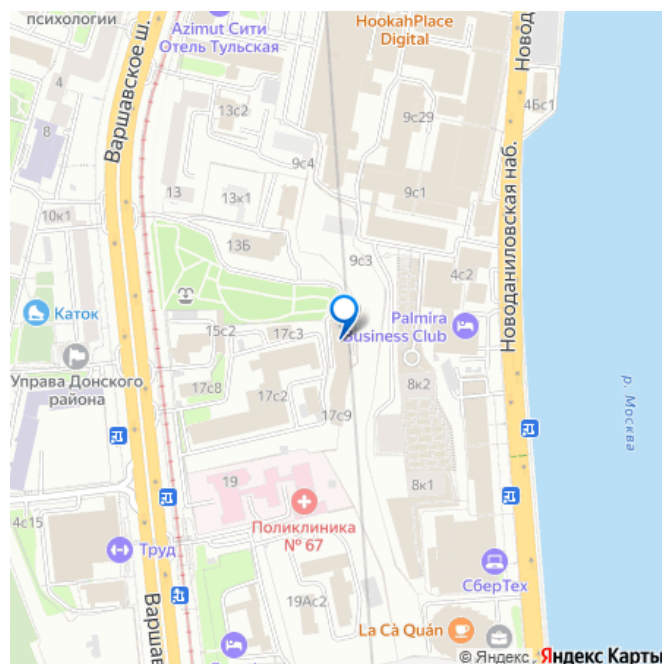 психологии
Azimut Сити
Отель Тульская
HookahPlace
Digital
Варшавское ш.
Новод
4
8
13с2
9с29
4Бс1
9с4
13
13к1
9с1
10к1
13Б
9с3
4с2
Новоданиловская наб.
Каток
15с2
17с3
Palmira
Business Club
Управа Донского
района
17с8
17с2
8к2
17с9
р. Москва
19
8к1
Поликлиника
№ 67
4с15
Труд
СберТех
19Ас2
Варшав
La Cà Quán
© Яндекс
Яндекс Карты